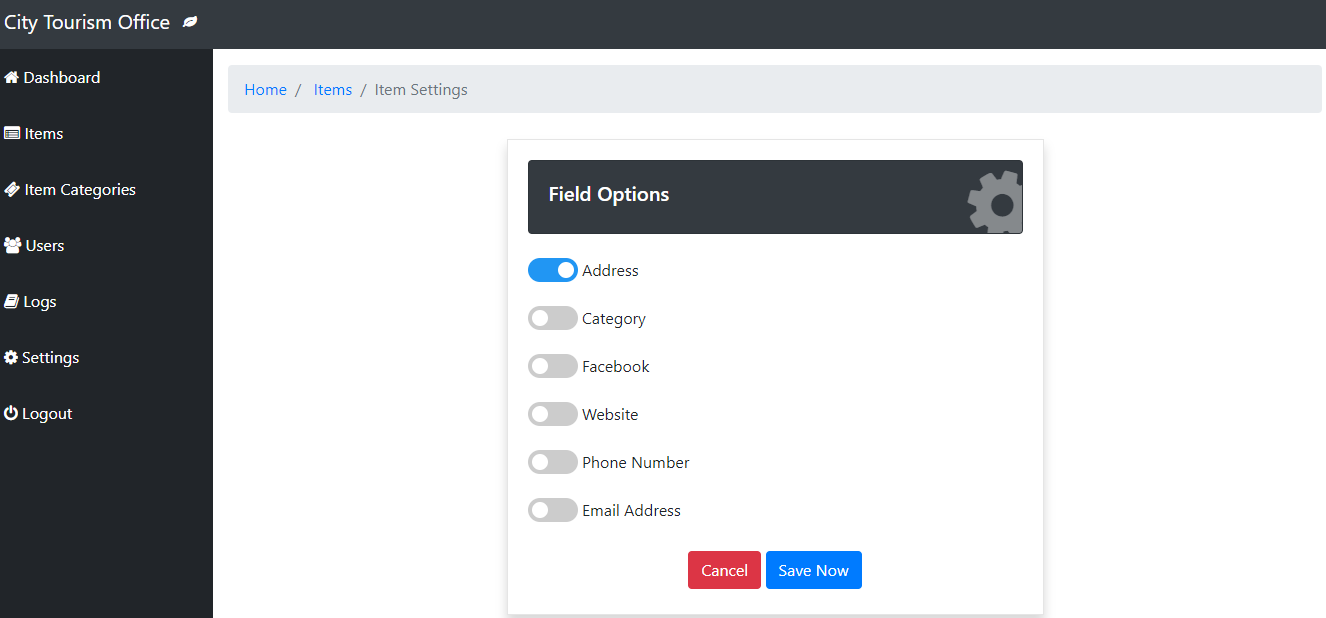 City Tourism Office
Dashboard
Items
Item Categories
Users
Logs
Settings
Logout
Home / Items / Item Settings
Field Options
Address
Category
Facebook
Website
Phone Number
Email Address
Cancel Save Now